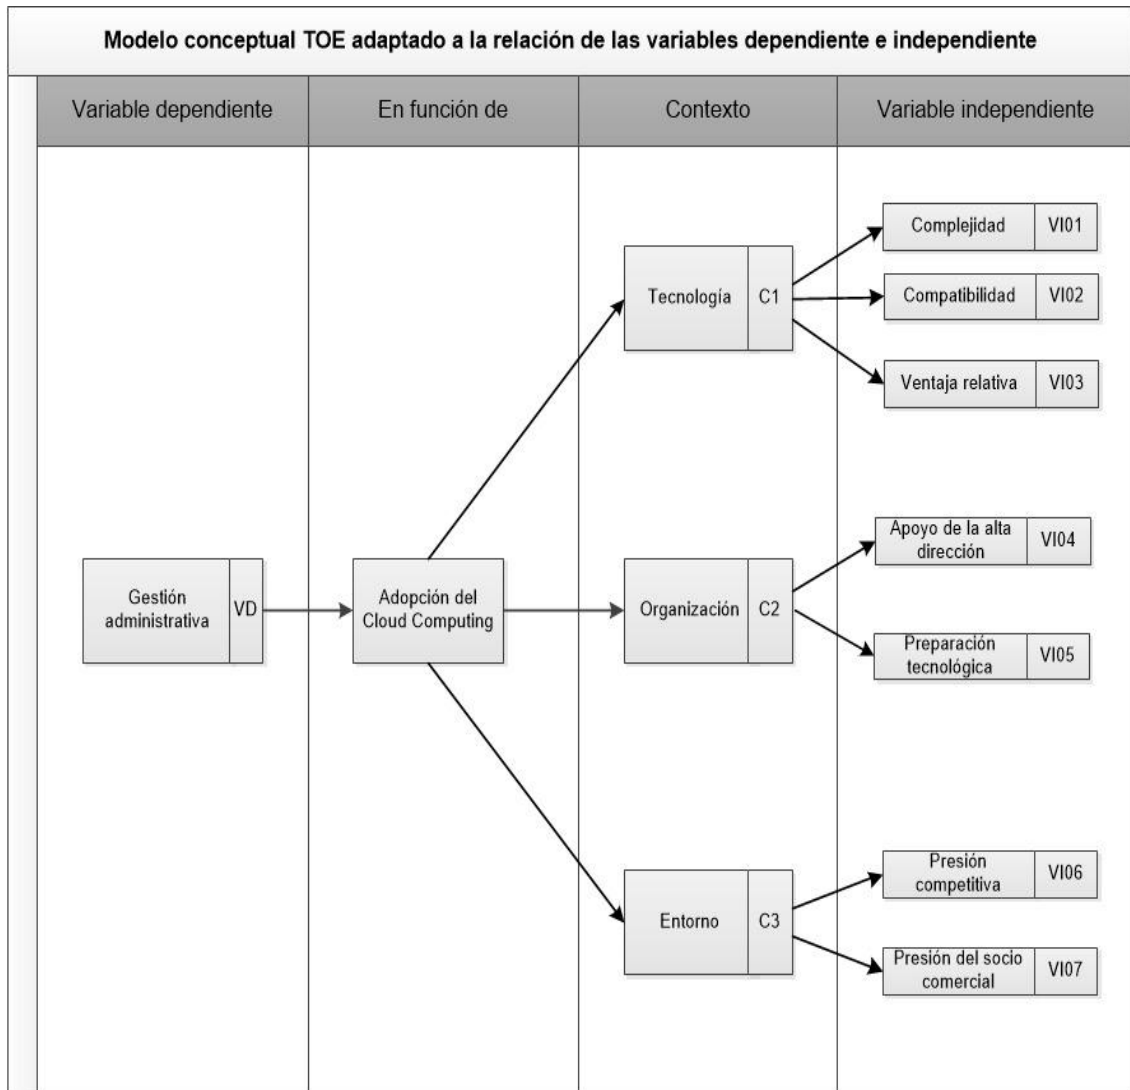 Modelo conceptual TOE adaptado a la relación de las variables dependiente e independiente
Variable dependiente
En función de
Contexto
Variable independiente
Gestión
administrativa
VD
Adopción del
Cloud Computing
Tecnología
C1
Complejidad
VI01
Compatibilidad
VI02
Ventaja relativa
VI03
Organización
C2
Apoyo de la alta
dirección
VI04
Preparación
tecnológica
VI05
Entorno
C3
Presión
competitiva
VI06
Presión del socio
comercial
VI07